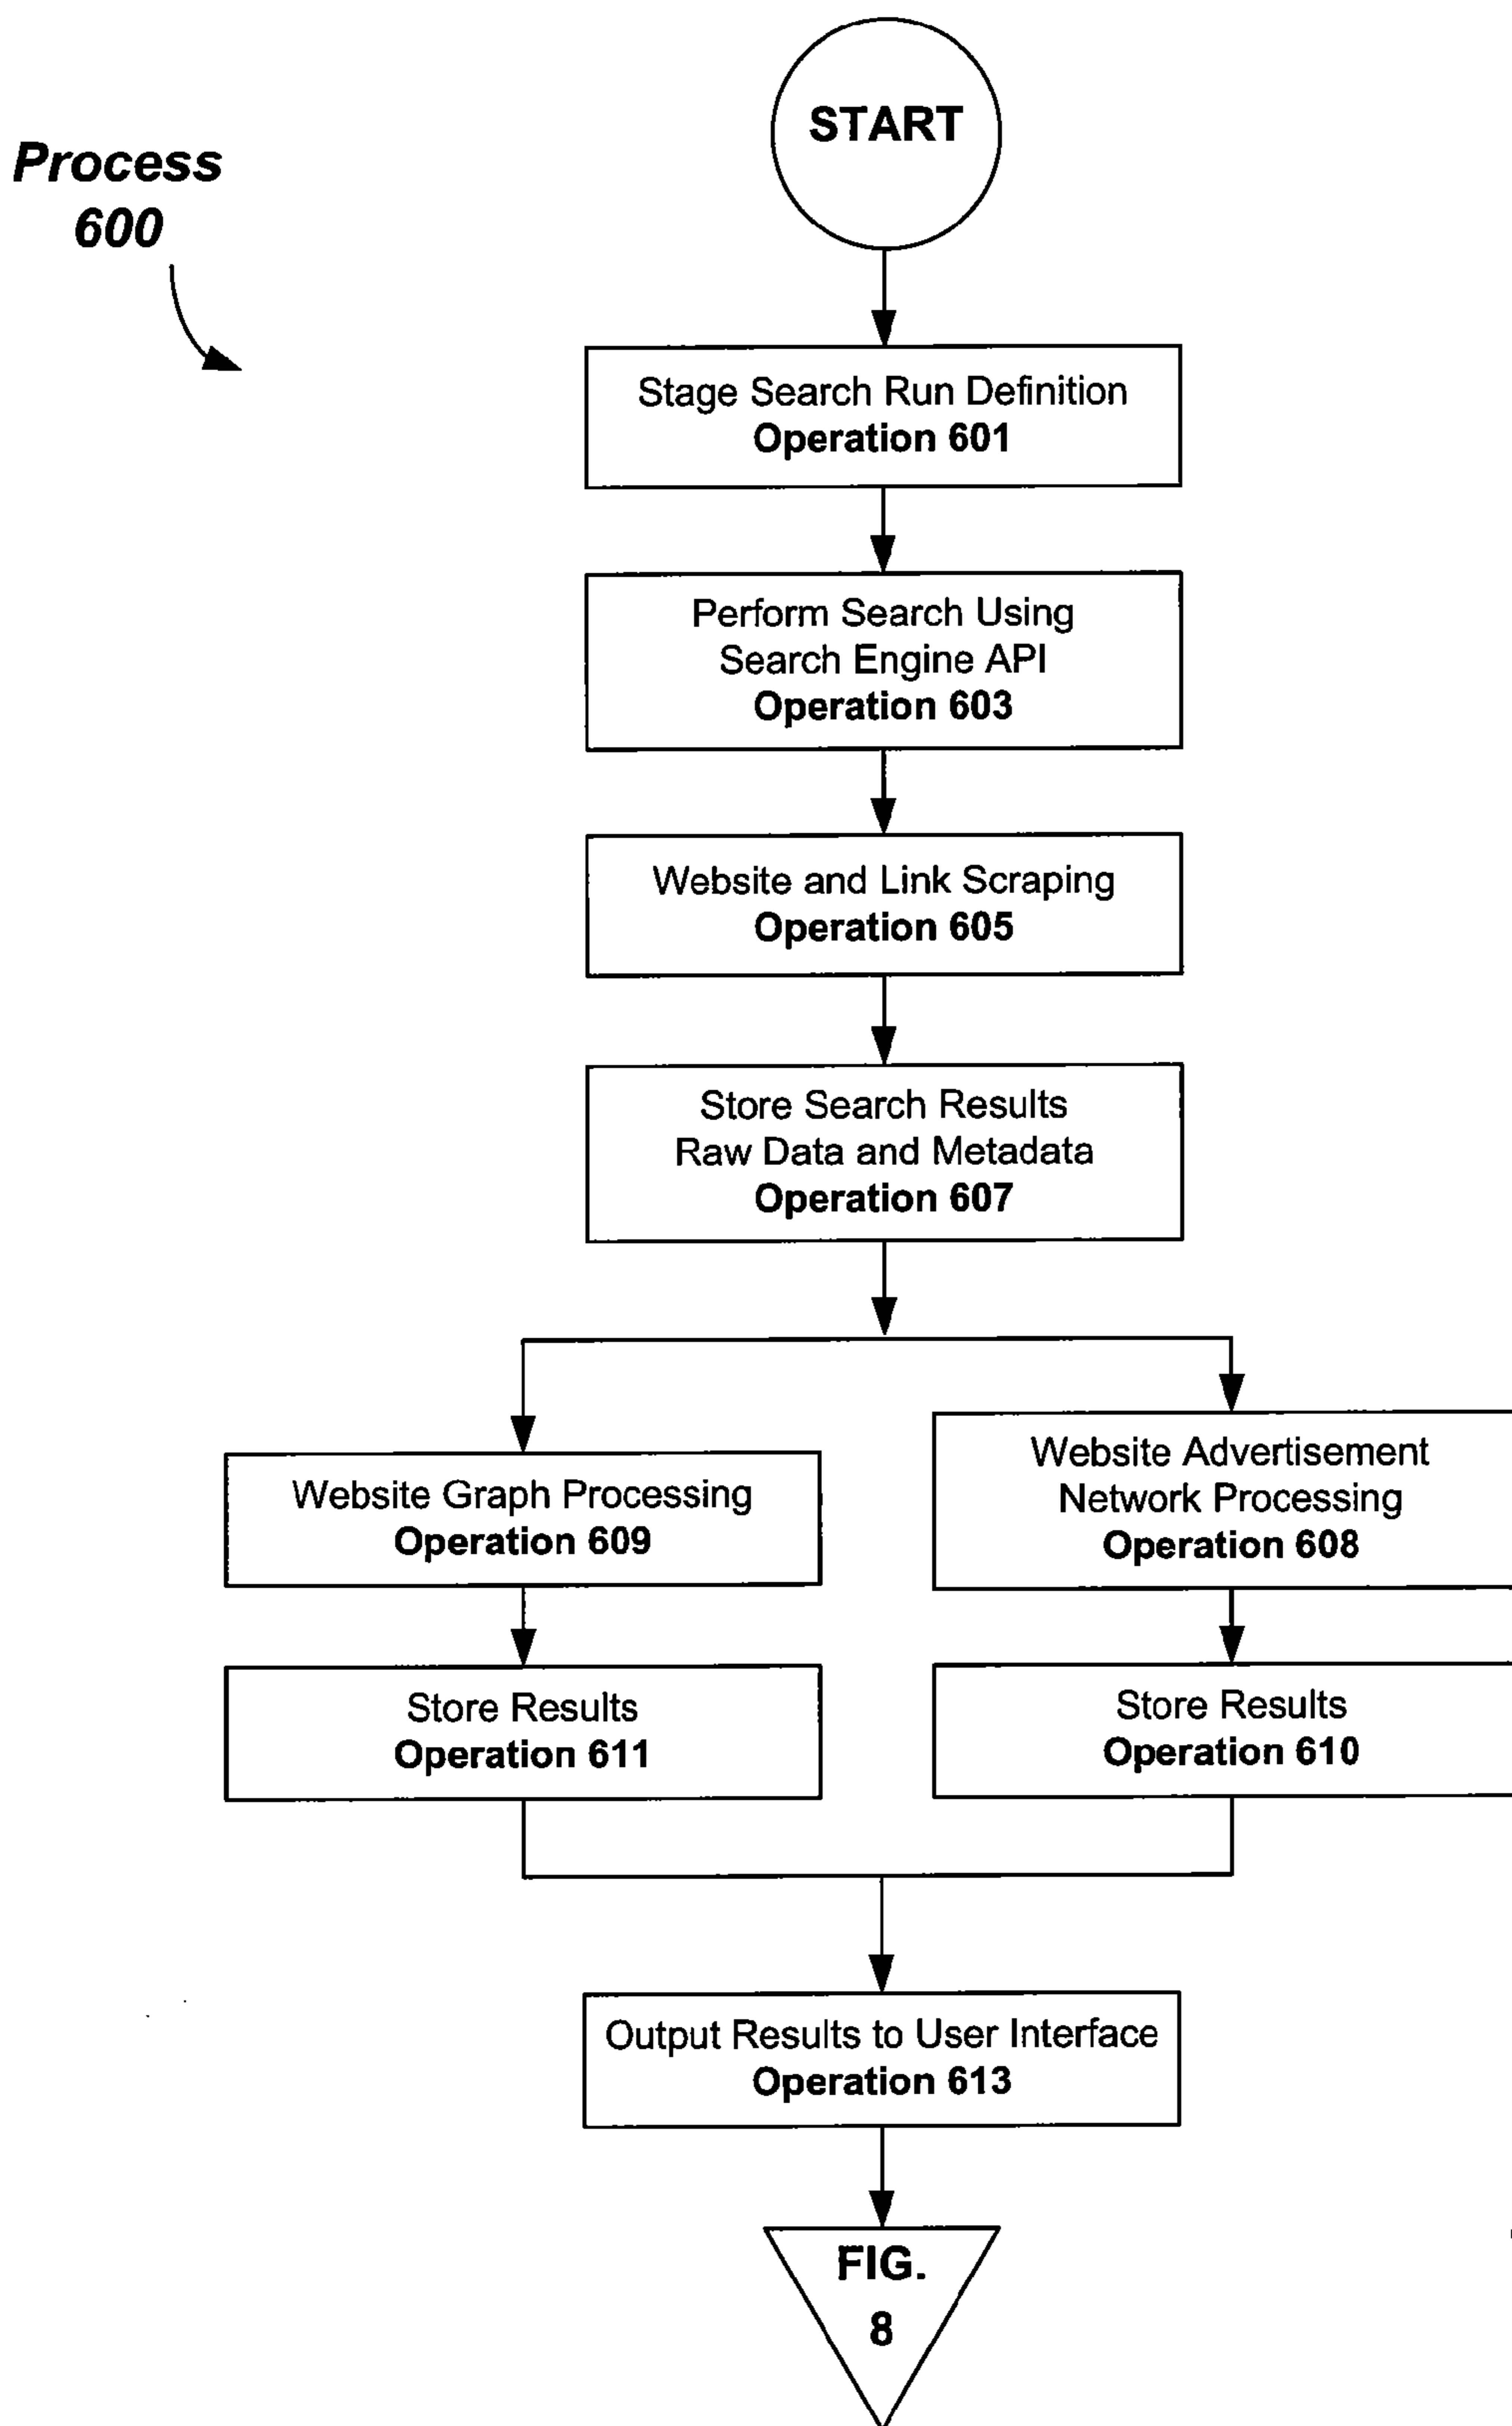 START
Process
600
Stage Search Run Definition
Operation 601
Perform Search Using
Search Engine API
Operation 603
Website and Link Scraping
Operation 605
Store Search Results
Raw Data and Metadata
Operation 607
Website Graph Processing
Operation 609
Website Advertisement
Network Processing
Operation 608
Store Results
Operation 611
Store Results
Operation 610
Output Results to User Interface
Operation 613
FIG.
8